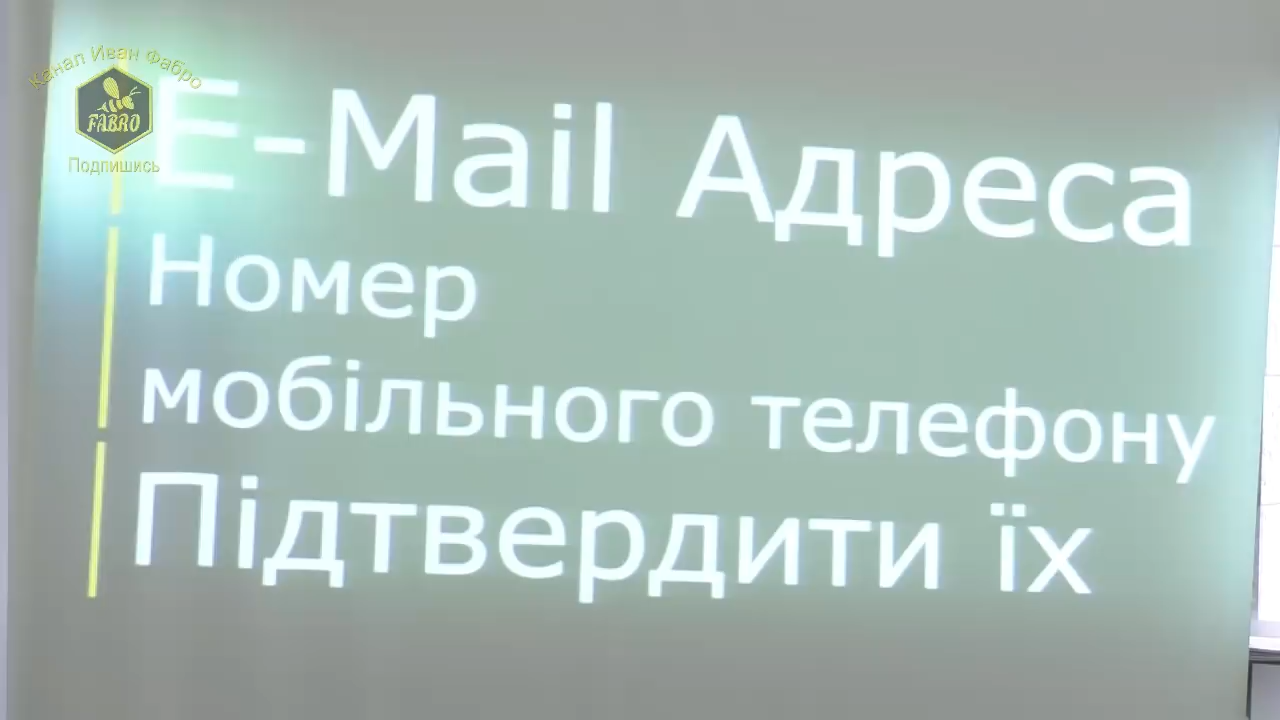 Канал Иван Фабро
FABRO
Подпишись
E-Mail Адреса
Номер
мобільного телефону
Підтвердити їх